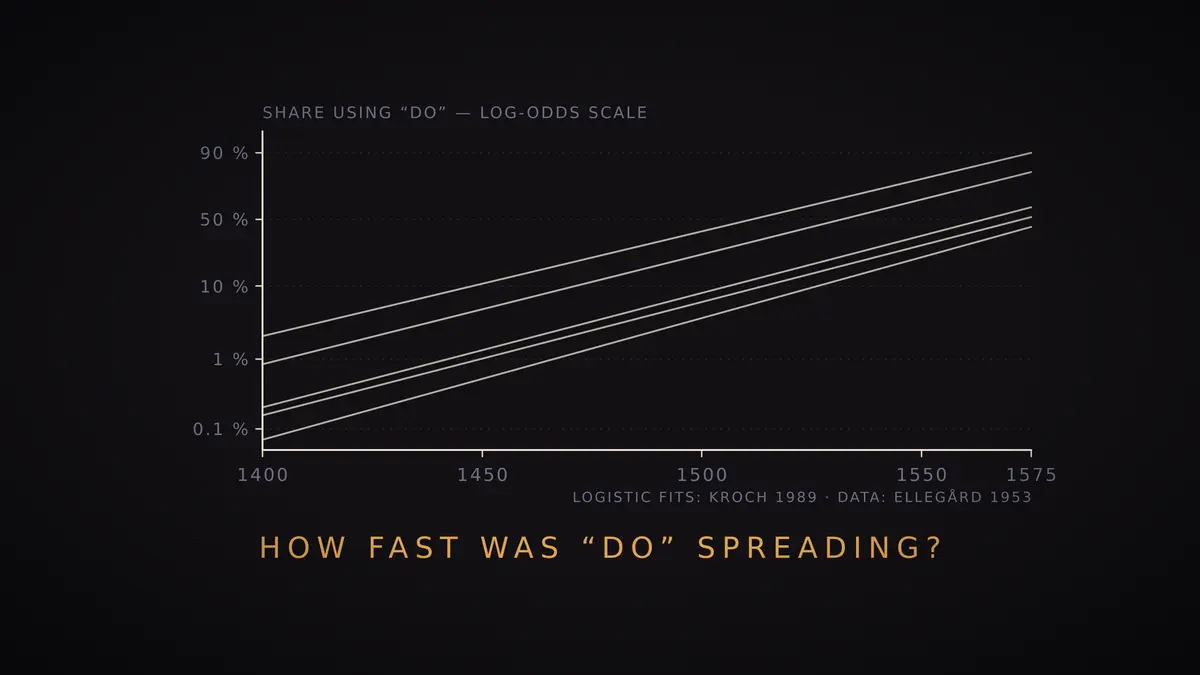 SHARE USING “DO” — LOG-ODDS SCALE
90 %
50 %
10 %
1 %
0.1 %
1400 1450 1500 1550 1575
LOGISTIC FITS: KROCH 1989 · DATA: ELLEGÅRD 1953
HOW FAST WAS “DO” SPREADING?